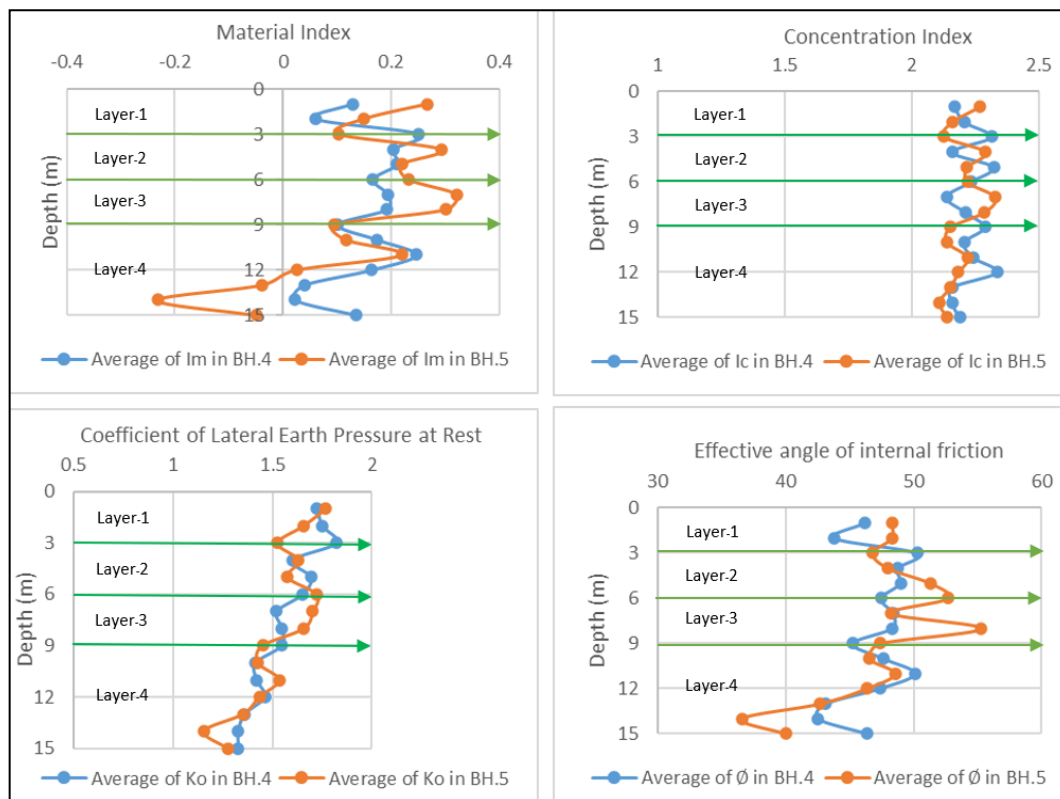 Material Index
-0.4 -0.2 0 0.2 0.4
0
3
6
9
12
15
Depth (m)
Layer-1
Layer-2
Layer-3
Layer-4
Average of Im in BH.4 Average of Im in BH.5
Concentration Index
1 1.5 2 2.5
0
3
6
9
12
15
Depth (m)
Layer-1
Layer-2
Layer-3
Layer-4
Average of Ic in BH.4 Average of Ic in BH.5
Coefficient of Lateral Earth Pressure at Rest
0.5 1 1.5 2
0
3
6
9
12
15
Depth (m)
Layer-1
Layer-2
Layer-3
Layer-4
Average of Ko in BH.4 Average of Ko in BH.5
Effective angle of internal friction
30 40 50 60
0
3
6
9
12
15
Depth (m)
Layer-1
Layer-2
Layer-3
Layer-4
Average of Ø in BH.4 Average of Ø in BH.5